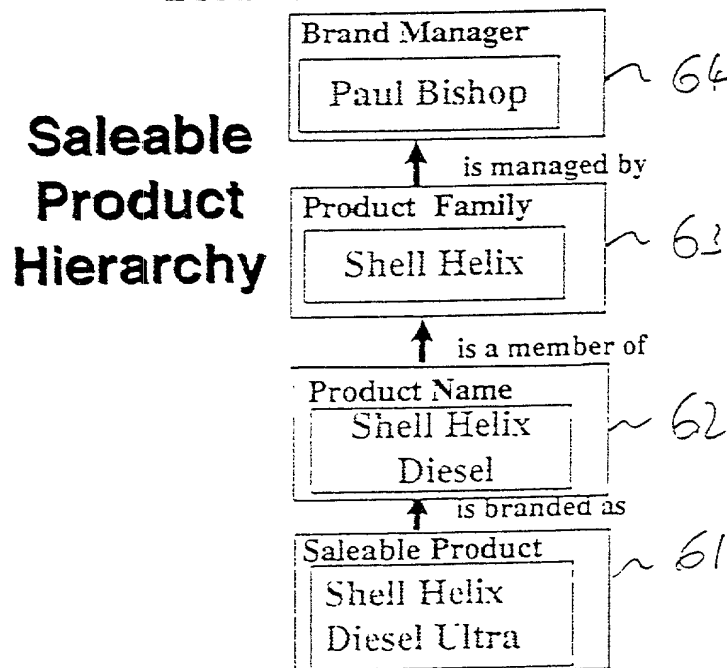 Brand Manager
Paul Bishop
64
is managed by
Saleable
Product
Hierarchy
Product Family
Shell Helix
63
is a member of
Product Name
Shell Helix
Diesel
62
is branded as
Saleable Product
Shell Helix
Diesel Ultra
61